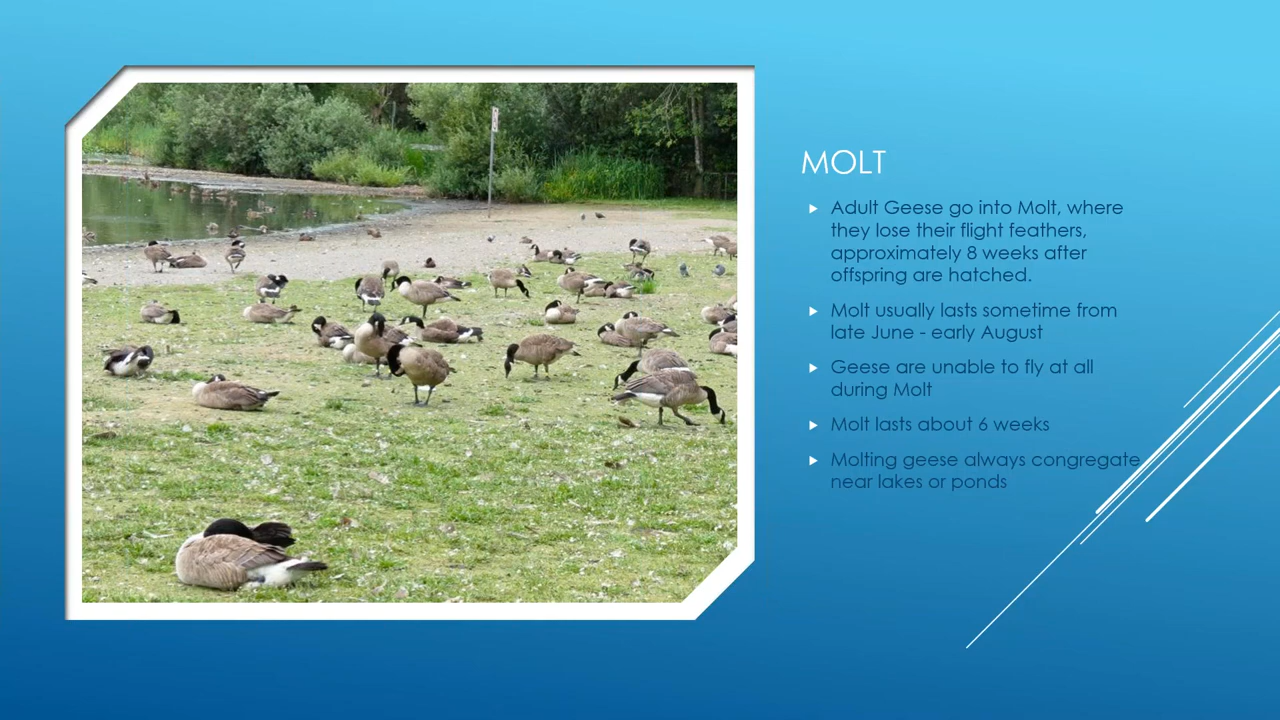 MOLT
Adult Geese go into Molt, where
they lose their flight feathers,
approximately 8 weeks after
offspring are hatched.
Molt usually lasts sometime from
late June - early August
Geese are unable to fly at all
during Molt
Molt lasts about 6 weeks
Molting geese always congregate
near lakes or ponds